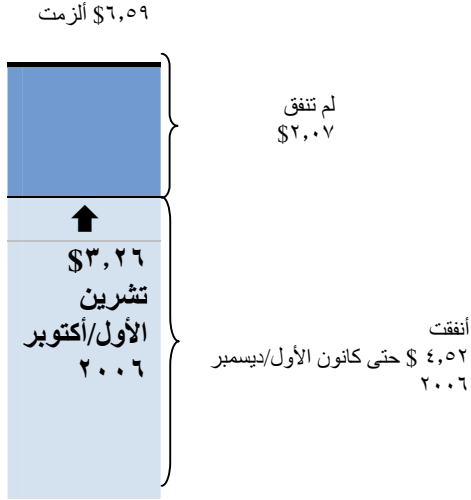 $٦,٥٩ ألزمت
لم تنفق
$٢,٠٧
$٣,٢٦
تشرين
الأول/أكتوبر
٢٠٠٦
أنفقت
٤,٥٢ $ حتى كانون الأول/ديسمبر
٢٠٠٦